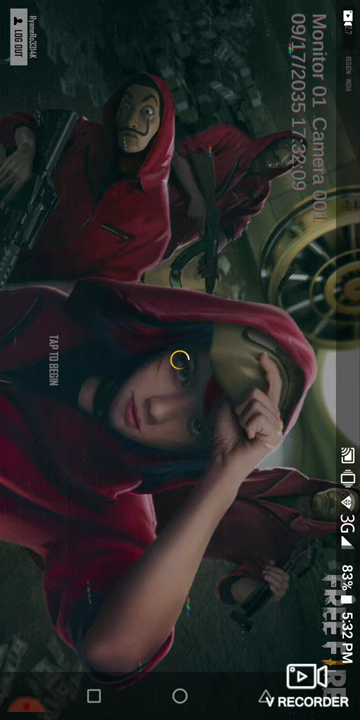 Monitor 01 Camera 001
09/17/2035 17:32:09
LOG OUT
TAP TO BEGIN
3G
83%
5:32 PM
FREE FIRE
V RECORDER